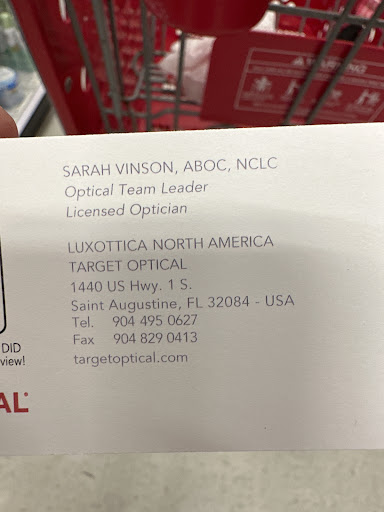 WARNING
SARAH VINSON, ABOC, NCLC
Optical Team Leader
Licensed Optician
LUXOTTICA NORTH AMERICA
TARGET OPTICAL
1440 US Hwy. 1 S.
Saint Augustine, FL 32084 - USA
Tel. 904 495 0627
Fax 904 829 0413
targetoptical.com
DID
view!
AL